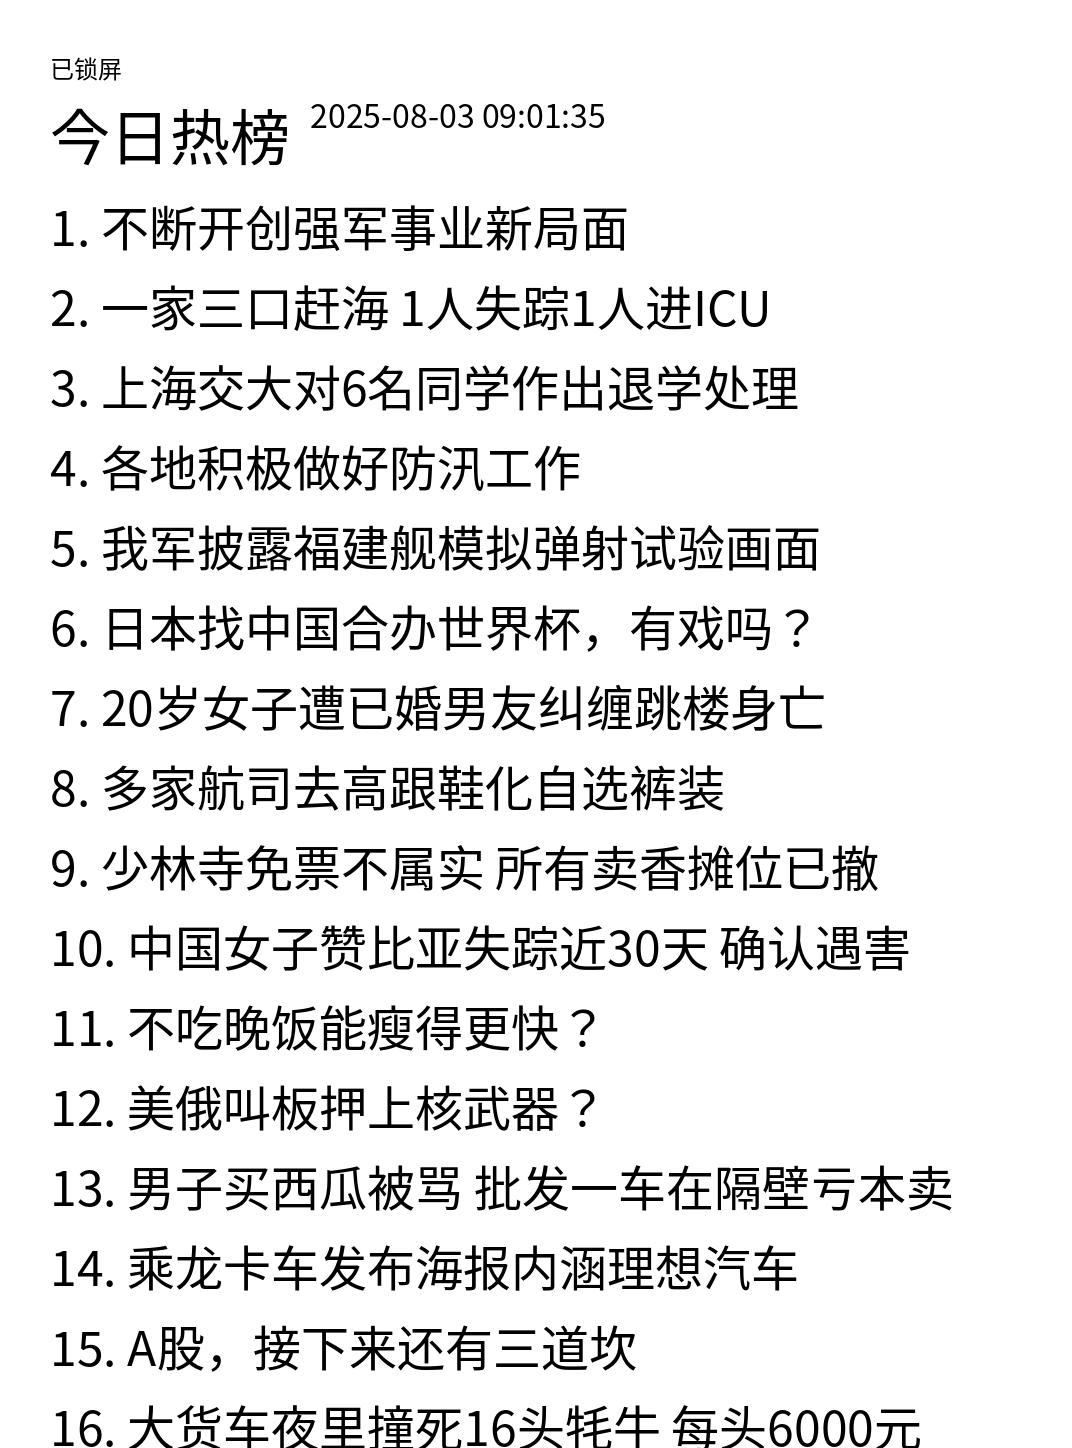 已锁屏
今日热榜 2025-08-03 09:01:35
1. 不断开创强军事业新局面
2. 一家三口赶海 1人失踪1人进ICU
3. 上海交大对6名同学作出退学处理
4. 各地积极做好防汛工作
5. 我军披露福建舰模拟弹射试验画面
6. 日本找中国合办世界杯，有戏吗？
7. 20岁女子遭已婚男友纠缠跳楼身亡
8. 多家航司去高跟鞋化自选裤装
9. 少林寺免票不属实 所有卖香摊位已撤
10. 中国女子赞比亚失踪近30天 确认遇害
11. 不吃晚饭能瘦得更快？
12. 美俄叫板押上核武器？
13. 男子买西瓜被骂 批发一车在隔壁亏本卖
14. 乘龙卡车发布海报内涵理想汽车
15. A股，接下来还有三道坎
16. 大货车夜里撞死16头牦牛 每头6000元